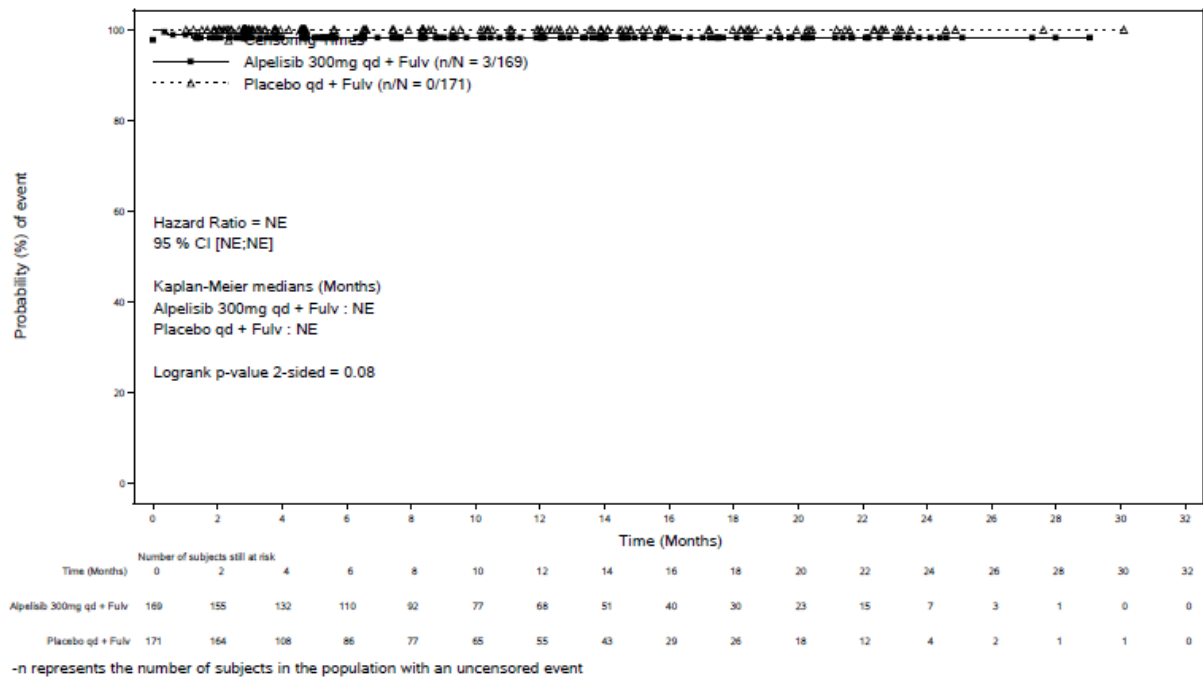 100
Censoring Times
Alpelisib 300mg qd + Fulv (n/N = 3/169)
Placebo qd + Fulv (n/N = 0/171)
80
Probability (%) of event
60
Hazard Ratio = NE
95 % CI [NE;NE]
Kaplan-Meier medians (Months)
40
Alpelisib 300mg qd + Fulv : NE
Placebo qd + Fulv : NE
Logrank p-value 2-sided = 0.08
20
0
0 2 4 6 8 10 12 14 16 18 20 22 24 26 28 30 32
Time (Months)
Number of subjects still at risk
Time (Months) 0 2 4 6 8 10 12 14 16 18 20 22 24 26 28 30 32
Alpelisib 300mg qd + Fulv 169 155 132 110 92 77 68 51 40 30 23 15 7 3 1 0 0
Placebo qd + Fulv 171 164 108 86 77 65 55 43 29 26 18 12 4 2 1 1 0
-n represents the number of subjects in the population with an uncensored event